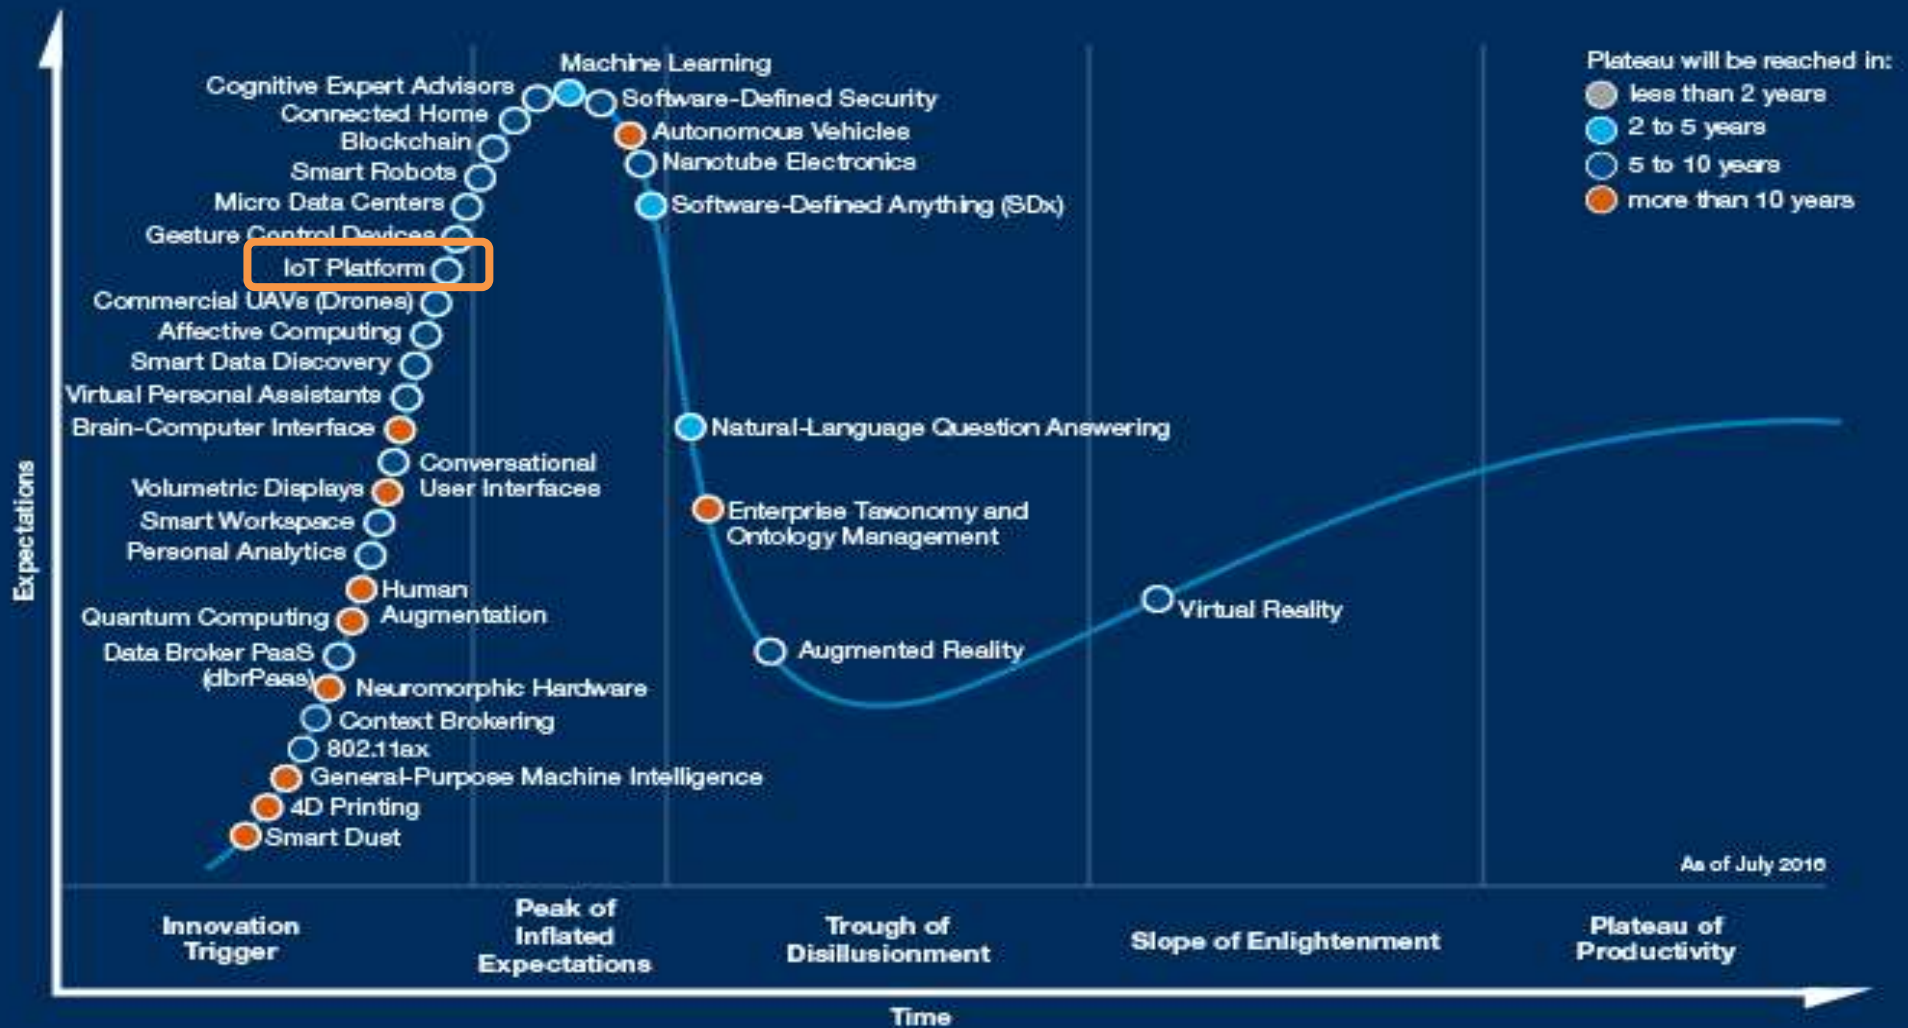 Machine Learning
Cognitive Expert Advisors
Software-Defined Security
Connected Home
Autonomous Vehicles
Blockchain
Nanotube Electronics
Smart Robots
Micro Data Centers
Software-Defined Anything (SDx)
Gesture Control Devices
IoT Platform
Commercial UAVs (Drones)
Affective Computing
Smart Data Discovery
Virtual Personal Assistants
Brain-Computer Interface
Natural-Language Question Answering
Conversational
User Interfaces
Volumetric Displays
Smart Workspace
Enterprise Taxonomy and
Ontology Management
Personal Analytics
Human
Augmentation
Quantum Computing
Data Broker PaaS
(dbrPaas)
Neuromorphic Hardware
Context Brokering
802.11ax
General-Purpose Machine Intelligence
4D Printing
Smart Dust
Augmented Reality
Virtual Reality
Plateau will be reached in:
less than 2 years
2 to 5 years
5 to 10 years
more than 10 years
As of July 2016
Expectations
Innovation
Trigger
Peak of
Inflated
Expectations
Trough of
Disillusionment
Slope of Enlightenment
Plateau of
Productivity
Time